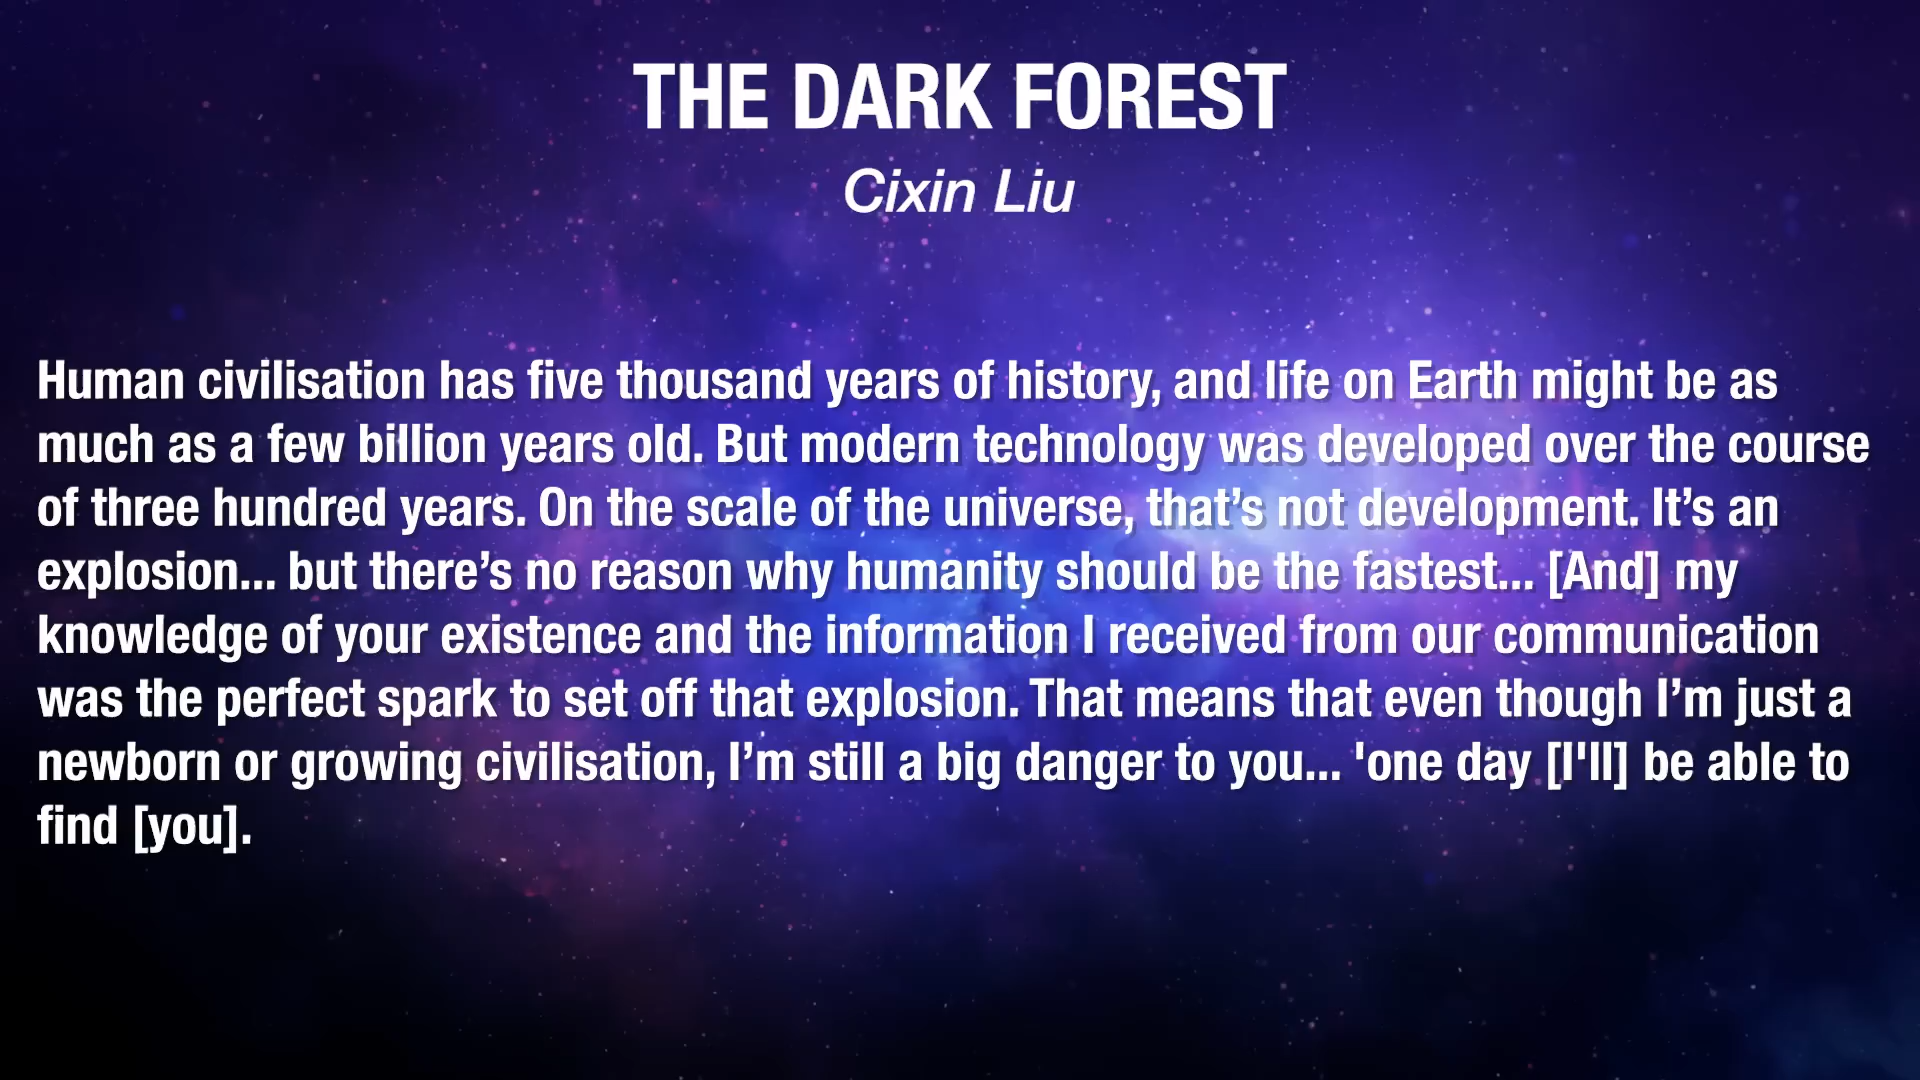 THE DARK FOREST
Cixin Liu
Human civilisation has five thousand years of history, and life on Earth might be as
much as a few billion years old. But modern technology was developed over the course
of three hundred years. On the scale of the universe, that’s not development. It’s an
explosion... but there’s no reason why humanity should be the fastest... [And] my
knowledge of your existence and the information I received from our communication
was the perfect spark to set off that explosion. That means that even though I’m just a
newborn or growing civilisation, I’m still a big danger to you... 'one day [I'll] be able to
find [you].